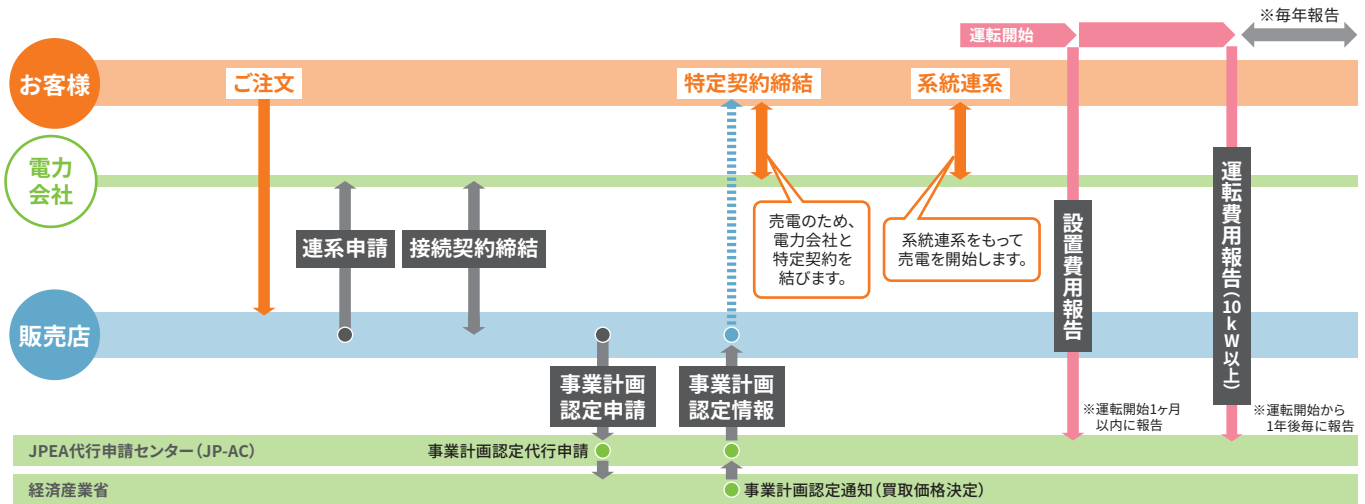 ※毎年報告
運転開始
お客様
ご注文
特定契約締結
系統連系
電力
会社
売電のため、
電力会社と
特定契約を
結びます。
系統連系をもって
売電を開始します。
連系申請
接続契約締結
設置費用報告
運転費用報告（10kW以上）
販売店
事業計画
認定申請
事業計画
認定情報
※運転開始1ヶ月
以内に報告
※運転開始から
1年後毎に報告
JPEA代行申請センター（JP-AC）
事業計画認定代行申請
経済産業省
事業計画認定通知（買取価格決定）